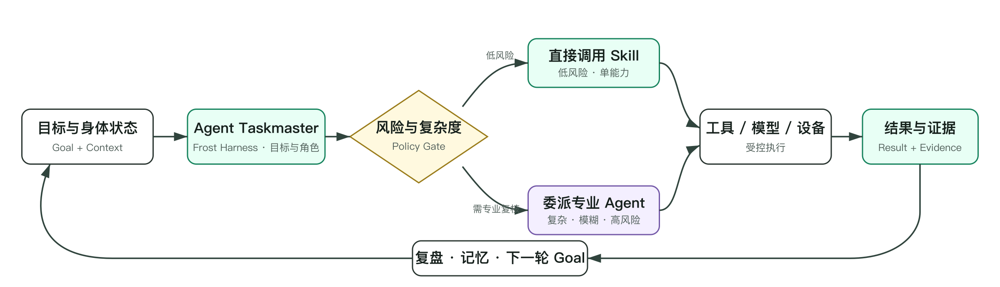 目标与身体状态
Goal + Context
Agent Taskmaster
Frost Harness · 目标与角色
风险与复杂度
Policy Gate
低风险
直接调用 Skill
低风险 · 单能力
需专业复核
委派专业 Agent
复杂 · 模糊 · 高风险
工具 / 模型 / 设备
受控执行
结果与证据
Result + Evidence
复盘 · 记忆 · 下一轮 Goal